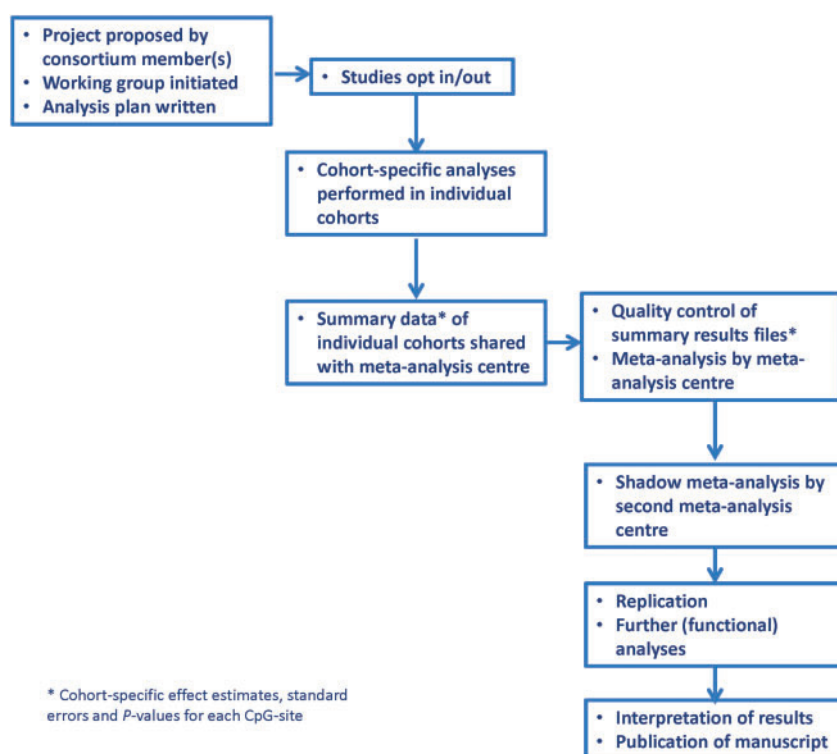 • Project proposed by
consortium member(s)
• Working group initiated
• Analysis plan written
• Studies opt in/out
• Cohort-specific analyses
performed in individual
cohorts
• Summary data* of
individual cohorts shared
with meta-analysis centre
• Quality control of
summary results files*
• Meta-analysis by meta-
analysis centre
• Shadow meta-analysis by
second meta-analysis
centre
• Replication
• Further (functional)
analyses
• Interpretation of results
• Publication of manuscript
* Cohort-specific effect estimates, standard
errors and P-values for each CpG-site